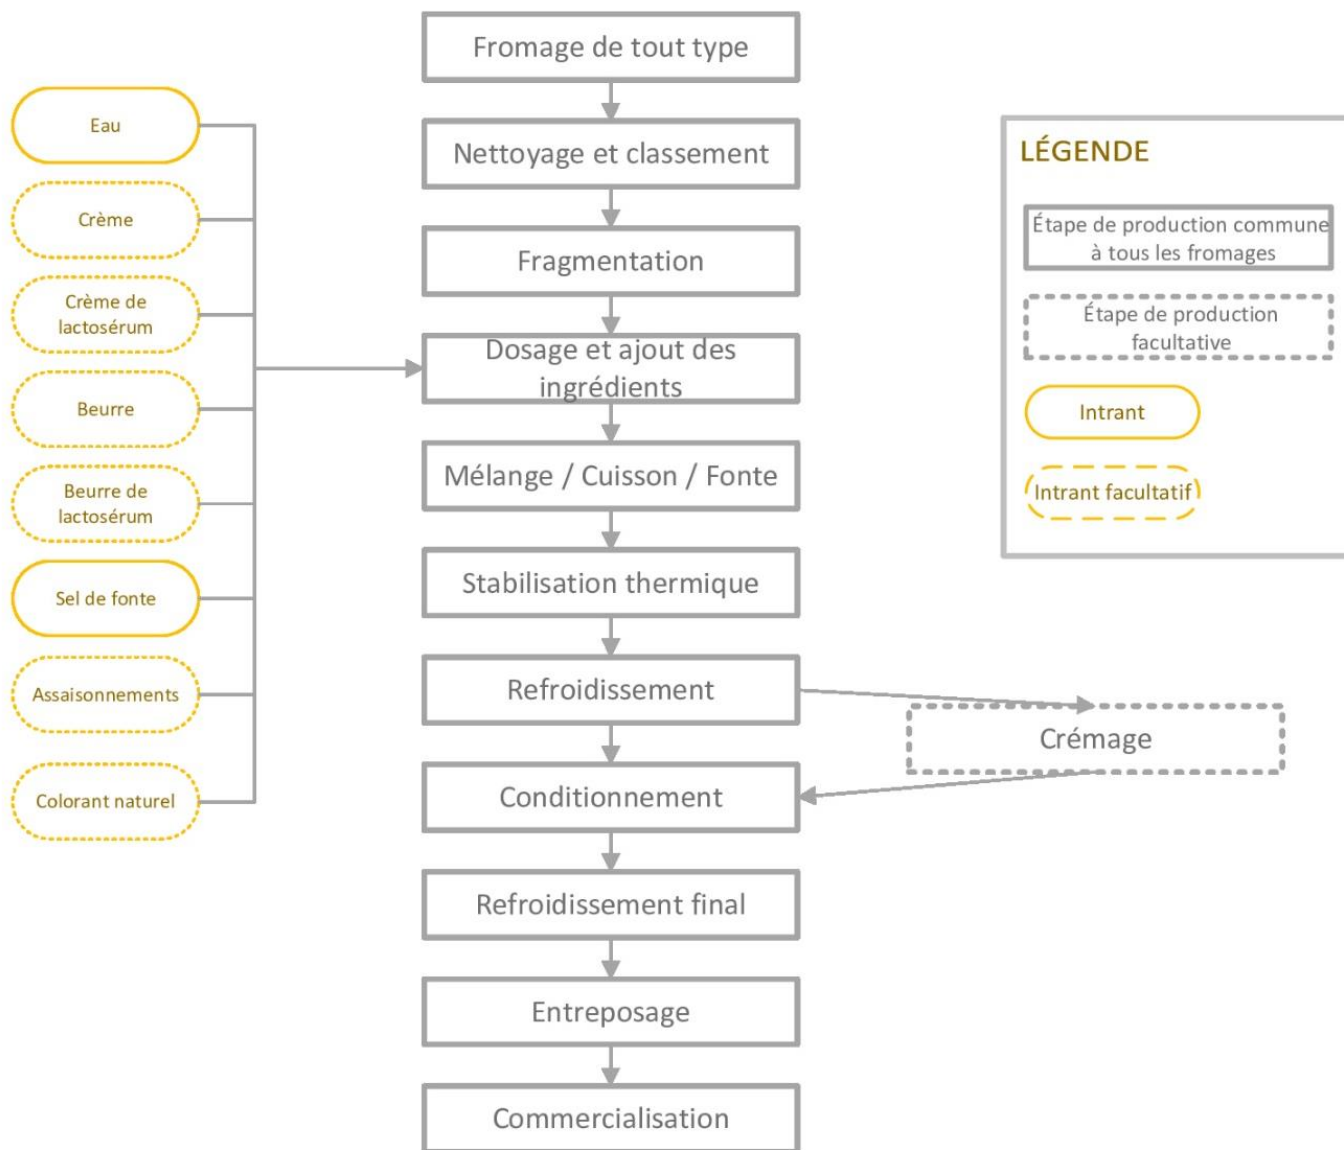 Fromage de tout type
Nettoyage et classement
Fragmentation
Dosage et ajout des
ingrédients
Mélange / Cuisson / Fonte
Stabilisation thermique
Refroidissement
Conditionnement
Refroidissement final
Entreposage
Commercialisation
Eau
Crème
Crème de
lactosérum
Beurre
Beurre de
lactosérum
Sel de fonte
Assaisonnements
Colorant naturel
Crémage
LÉGENDE
Étape de production commune
à tous les fromages
Étape de production
facultative
Intrant
Intrant facultatif